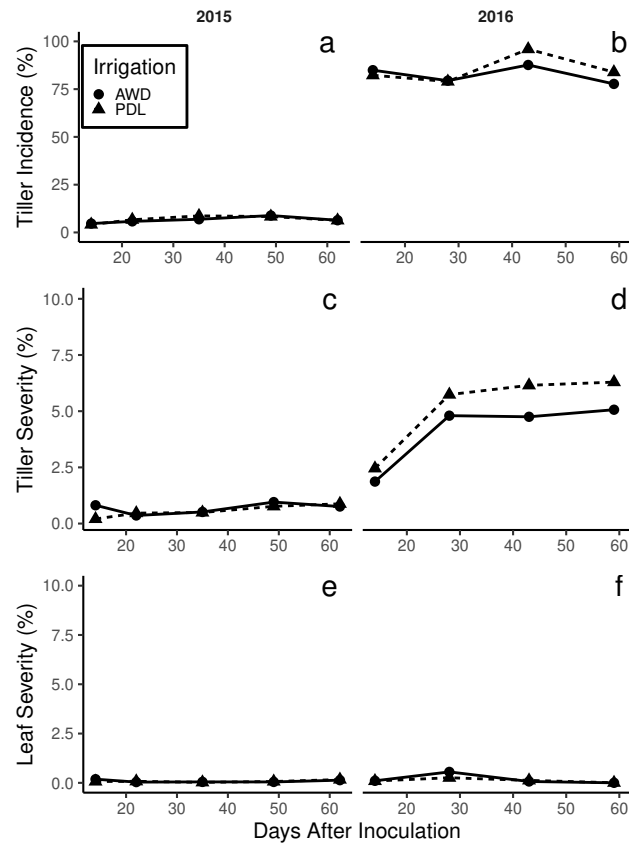 2015 2016
Tiller Incidence (%)
a b
100
75
50
25
0
Irrigation
AWD
PDL
20 30 40 50 60 20 30 40 50 60
Tiller Severity (%)
c d
10.0
7.5
5.0
2.5
0.0
20 30 40 50 60 20 30 40 50 60
Leaf Severity (%)
e f
10.0
7.5
5.0
2.5
0.0
20 30 40 50 60 20 30 40 50 60
Days After Inoculation